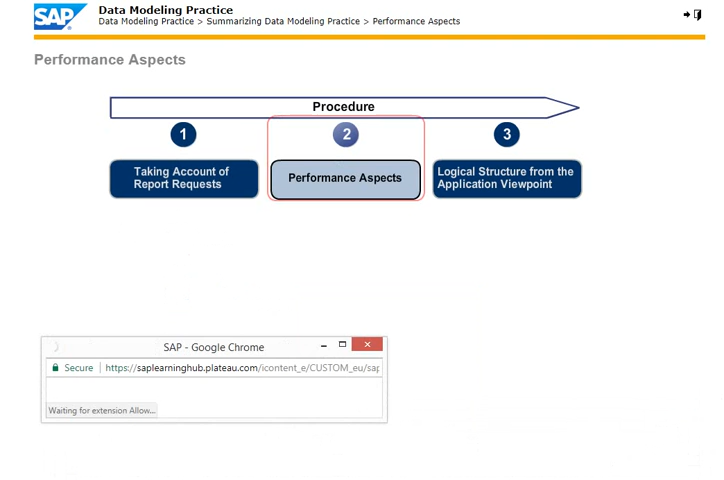 SAP
Data Modeling Practice
Data Modeling Practice > Summarizing Data Modeling Practice > Performance Aspects
Performance Aspects
Procedure
1
2
3
Taking Account of
Report Requests
Performance Aspects
Logical Structure from the
Application Viewpoint
SAP - Google Chrome
Secure
https://saplearninghub.plateau.com/icontent_e/CUSTOM_eu/sap
Waiting for extension Allow...